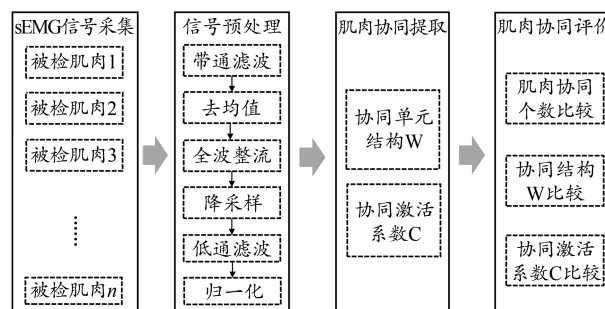 sEMG信号采集
被检肌肉1
被检肌肉2
被检肌肉3
被检肌肉n
信号预处理
带通滤波
去均值
全波整流
降采样
低通滤波
归一化
肌肉协同提取
协同单元
结构W
协同激活
系数C
肌肉协同评价
肌肉协同
个数比较
协同结构
W比较
协同激活
系数C比较